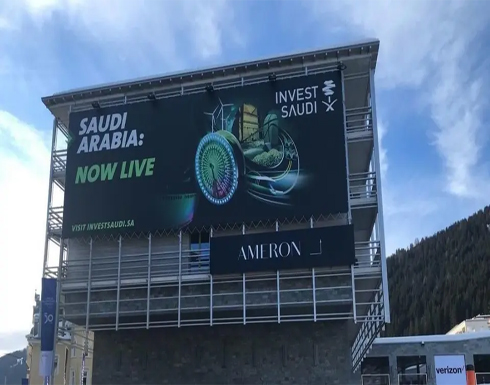 SAUDI
ARABIA:
NOW LIVE
INVEST
SAUDI
VISIT INVESTSAUDI.SA
AMERON
verizon